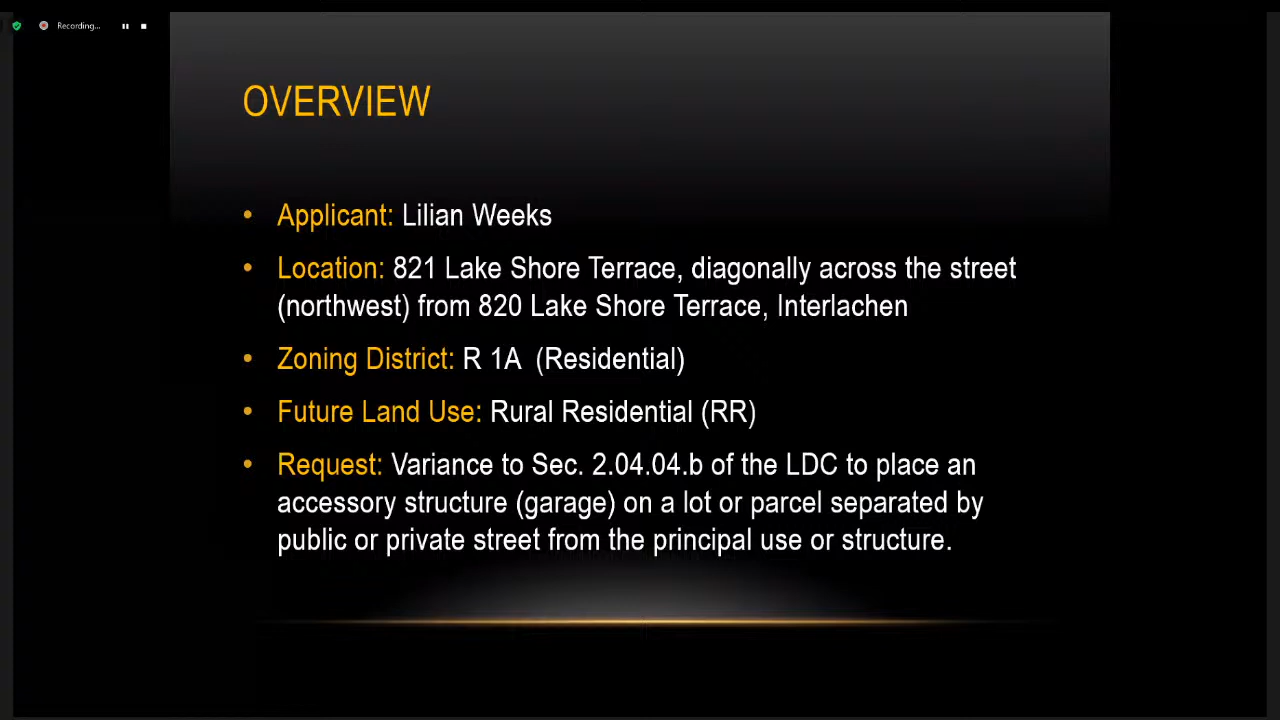 Recording...
OVERVIEW
• Applicant: Lilian Weeks
• Location: 821 Lake Shore Terrace, diagonally across the street
(northwest) from 820 Lake Shore Terrace, Interlachen
• Zoning District: R 1A (Residential)
• Future Land Use: Rural Residential (RR)
• Request: Variance to Sec. 2.04.04.b of the LDC to place an
accessory structure (garage) on a lot or parcel separated by
public or private street from the principal use or structure.